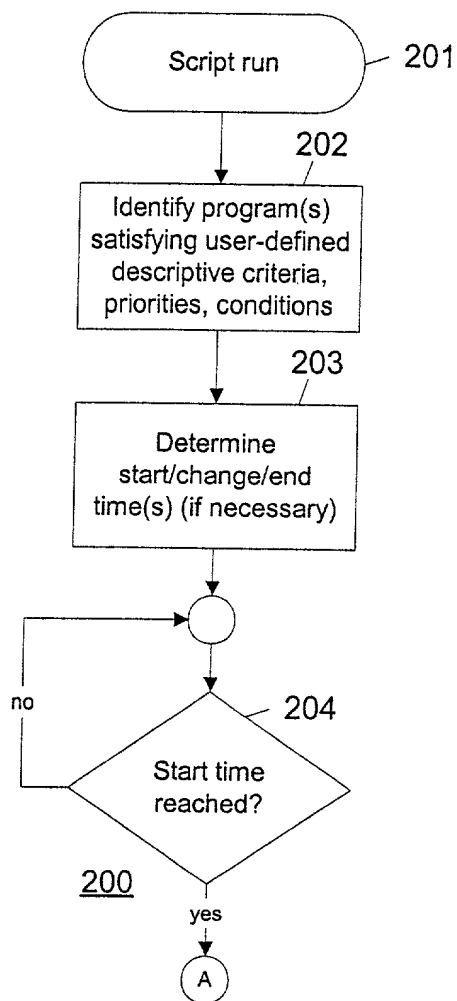 Script run
201
202
Identify program(s)
satisfying user-defined
descriptive criteria,
priorities, conditions
203
Determine
start/change/end
time(s) (if necessary)
no
204
Start time
reached?
200
yes
A